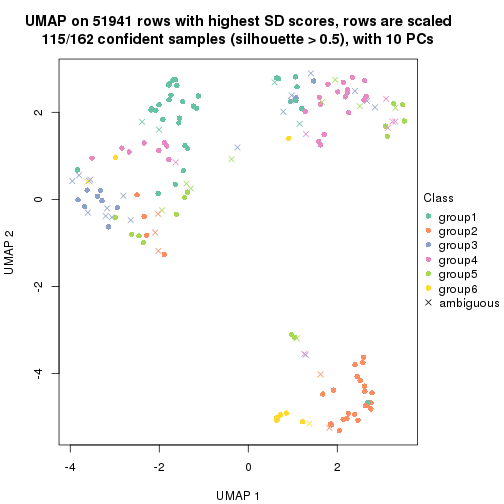 UMAP on 51941 rows with highest SD scores, rows are scaled
115/162 confident samples (silhouette > 0.5), with 10 PCs
2
0
-2
-4
UMAP 2
-4
-2
0
2
UMAP 1
Class
group1
group2
group3
group4
group5
group6
ambiguous